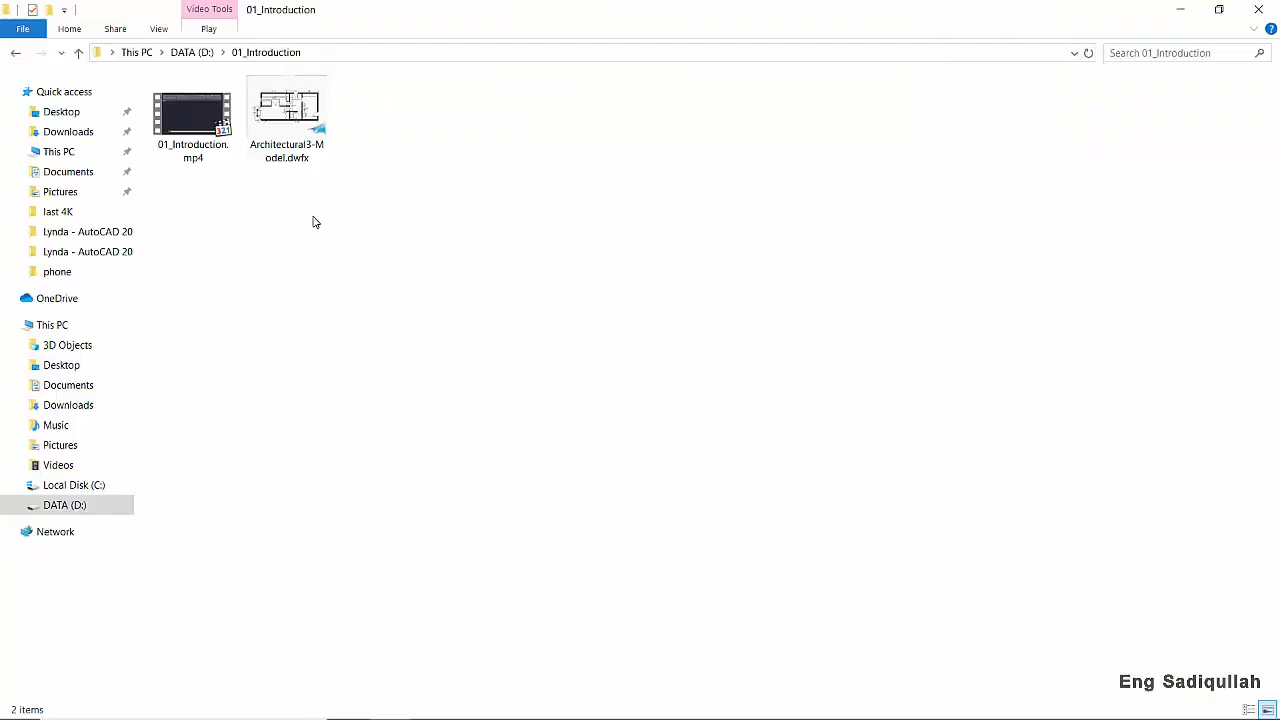 Video Tools
01_Introduction
File
Home
Share
View
Play
This PC
DATA (D:)
01_Introduction
Search 01_Introduction
Quick access
Desktop
Downloads
This PC
Documents
Pictures
last 4K
Lynda - AutoCAD 20
Lynda - AutoCAD 20
phone
OneDrive
This PC
3D Objects
Desktop
Documents
Downloads
Music
Pictures
Videos
Local Disk (C:)
DATA (D:)
Network
321
01_Introduction.
mp4
Architectural3-M
odel.dwfx
Eng Sadiqullah
2 items